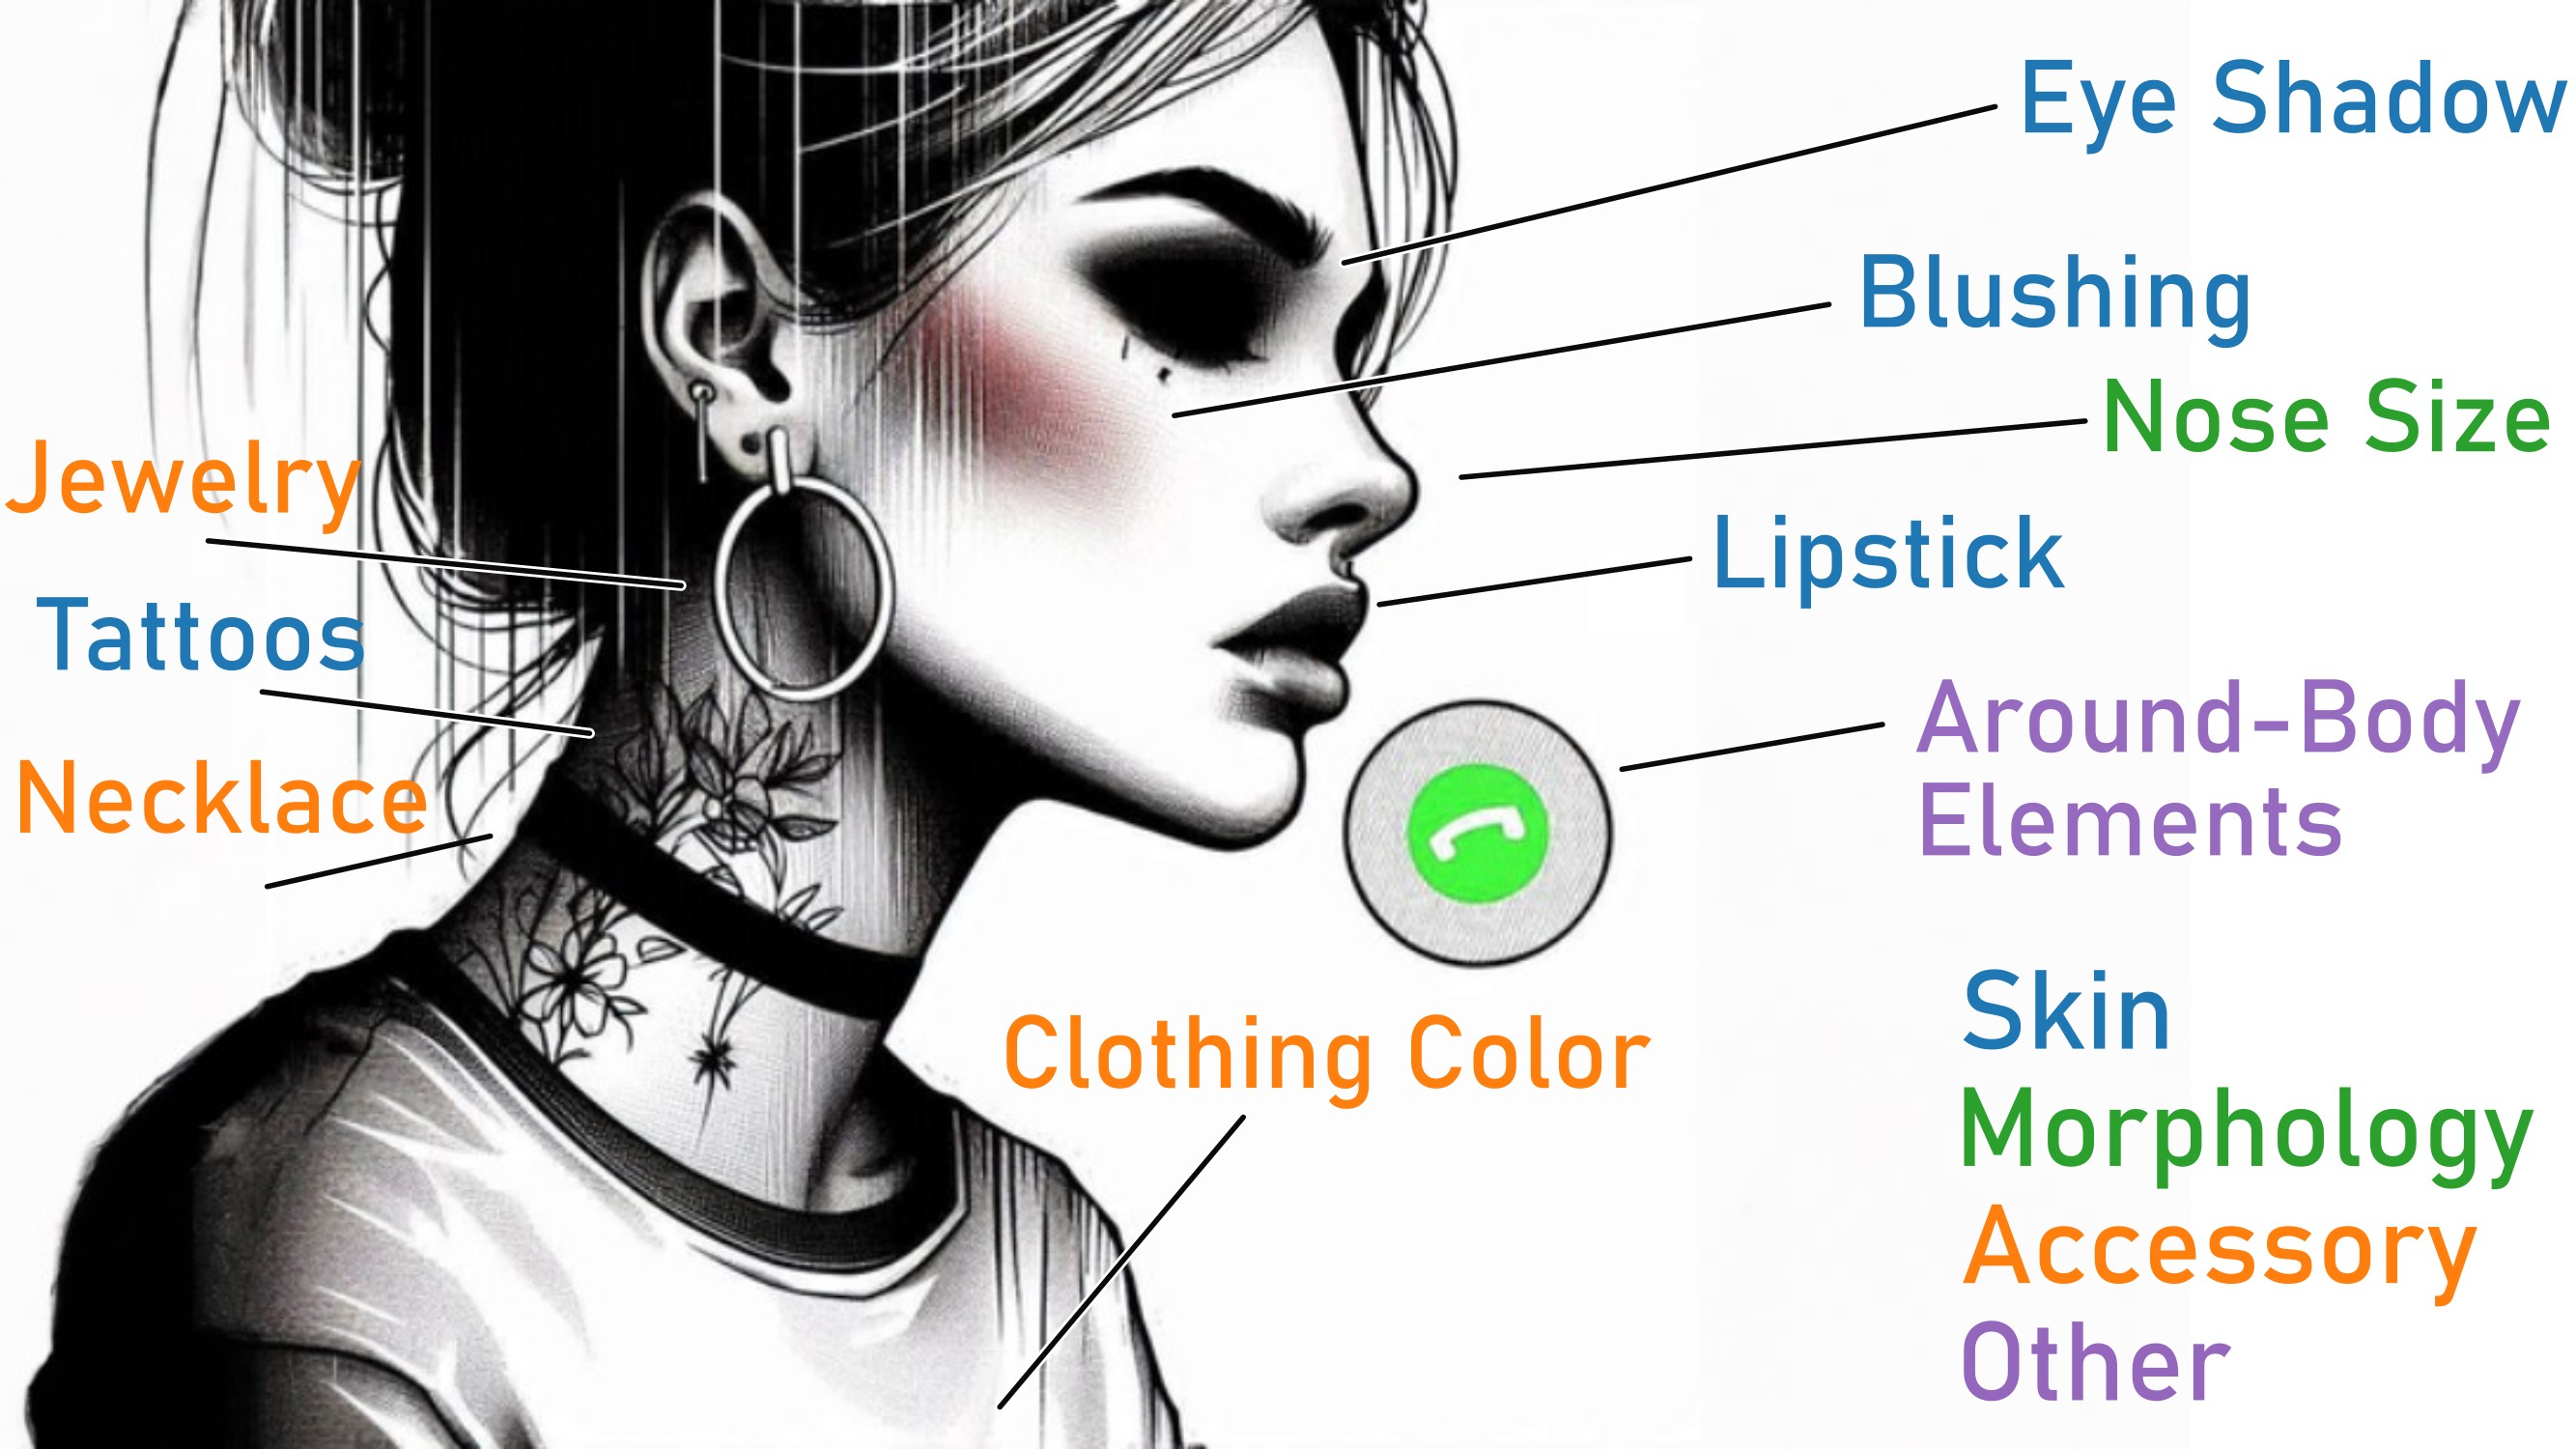 Eye Shadow
Blushing
Nose Size
Jewelry
Lipstick
Tattoos
Around-Body
Elements
Necklace
Clothing Color
Skin
Morphology
Accessory
Other